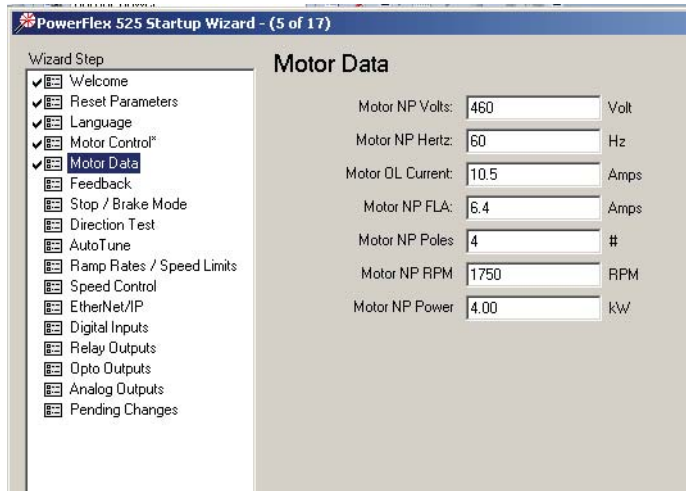 PowerFlex 525 Startup Wizard - (5 of 17)
Wizard Step
Welcome
Reset Parameters
Language
Motor Control*
Motor Data
Feedback
Stop / Brake Mode
Direction Test
AutoTune
Ramp Rates / Speed Limits
Speed Control
EtherNet/IP
Digital Inputs
Relay Outputs
Opto Outputs
Analog Outputs
Pending Changes
Motor Data
Motor NP Volts: 460 Volt
Motor NP Hertz: 60 Hz
Motor OL Current: 10.5 Amps
Motor NP FLA: 6.4 Amps
Motor NP Poles 4 #
Motor NP RPM 1750 RPM
Motor NP Power 4.00 kW